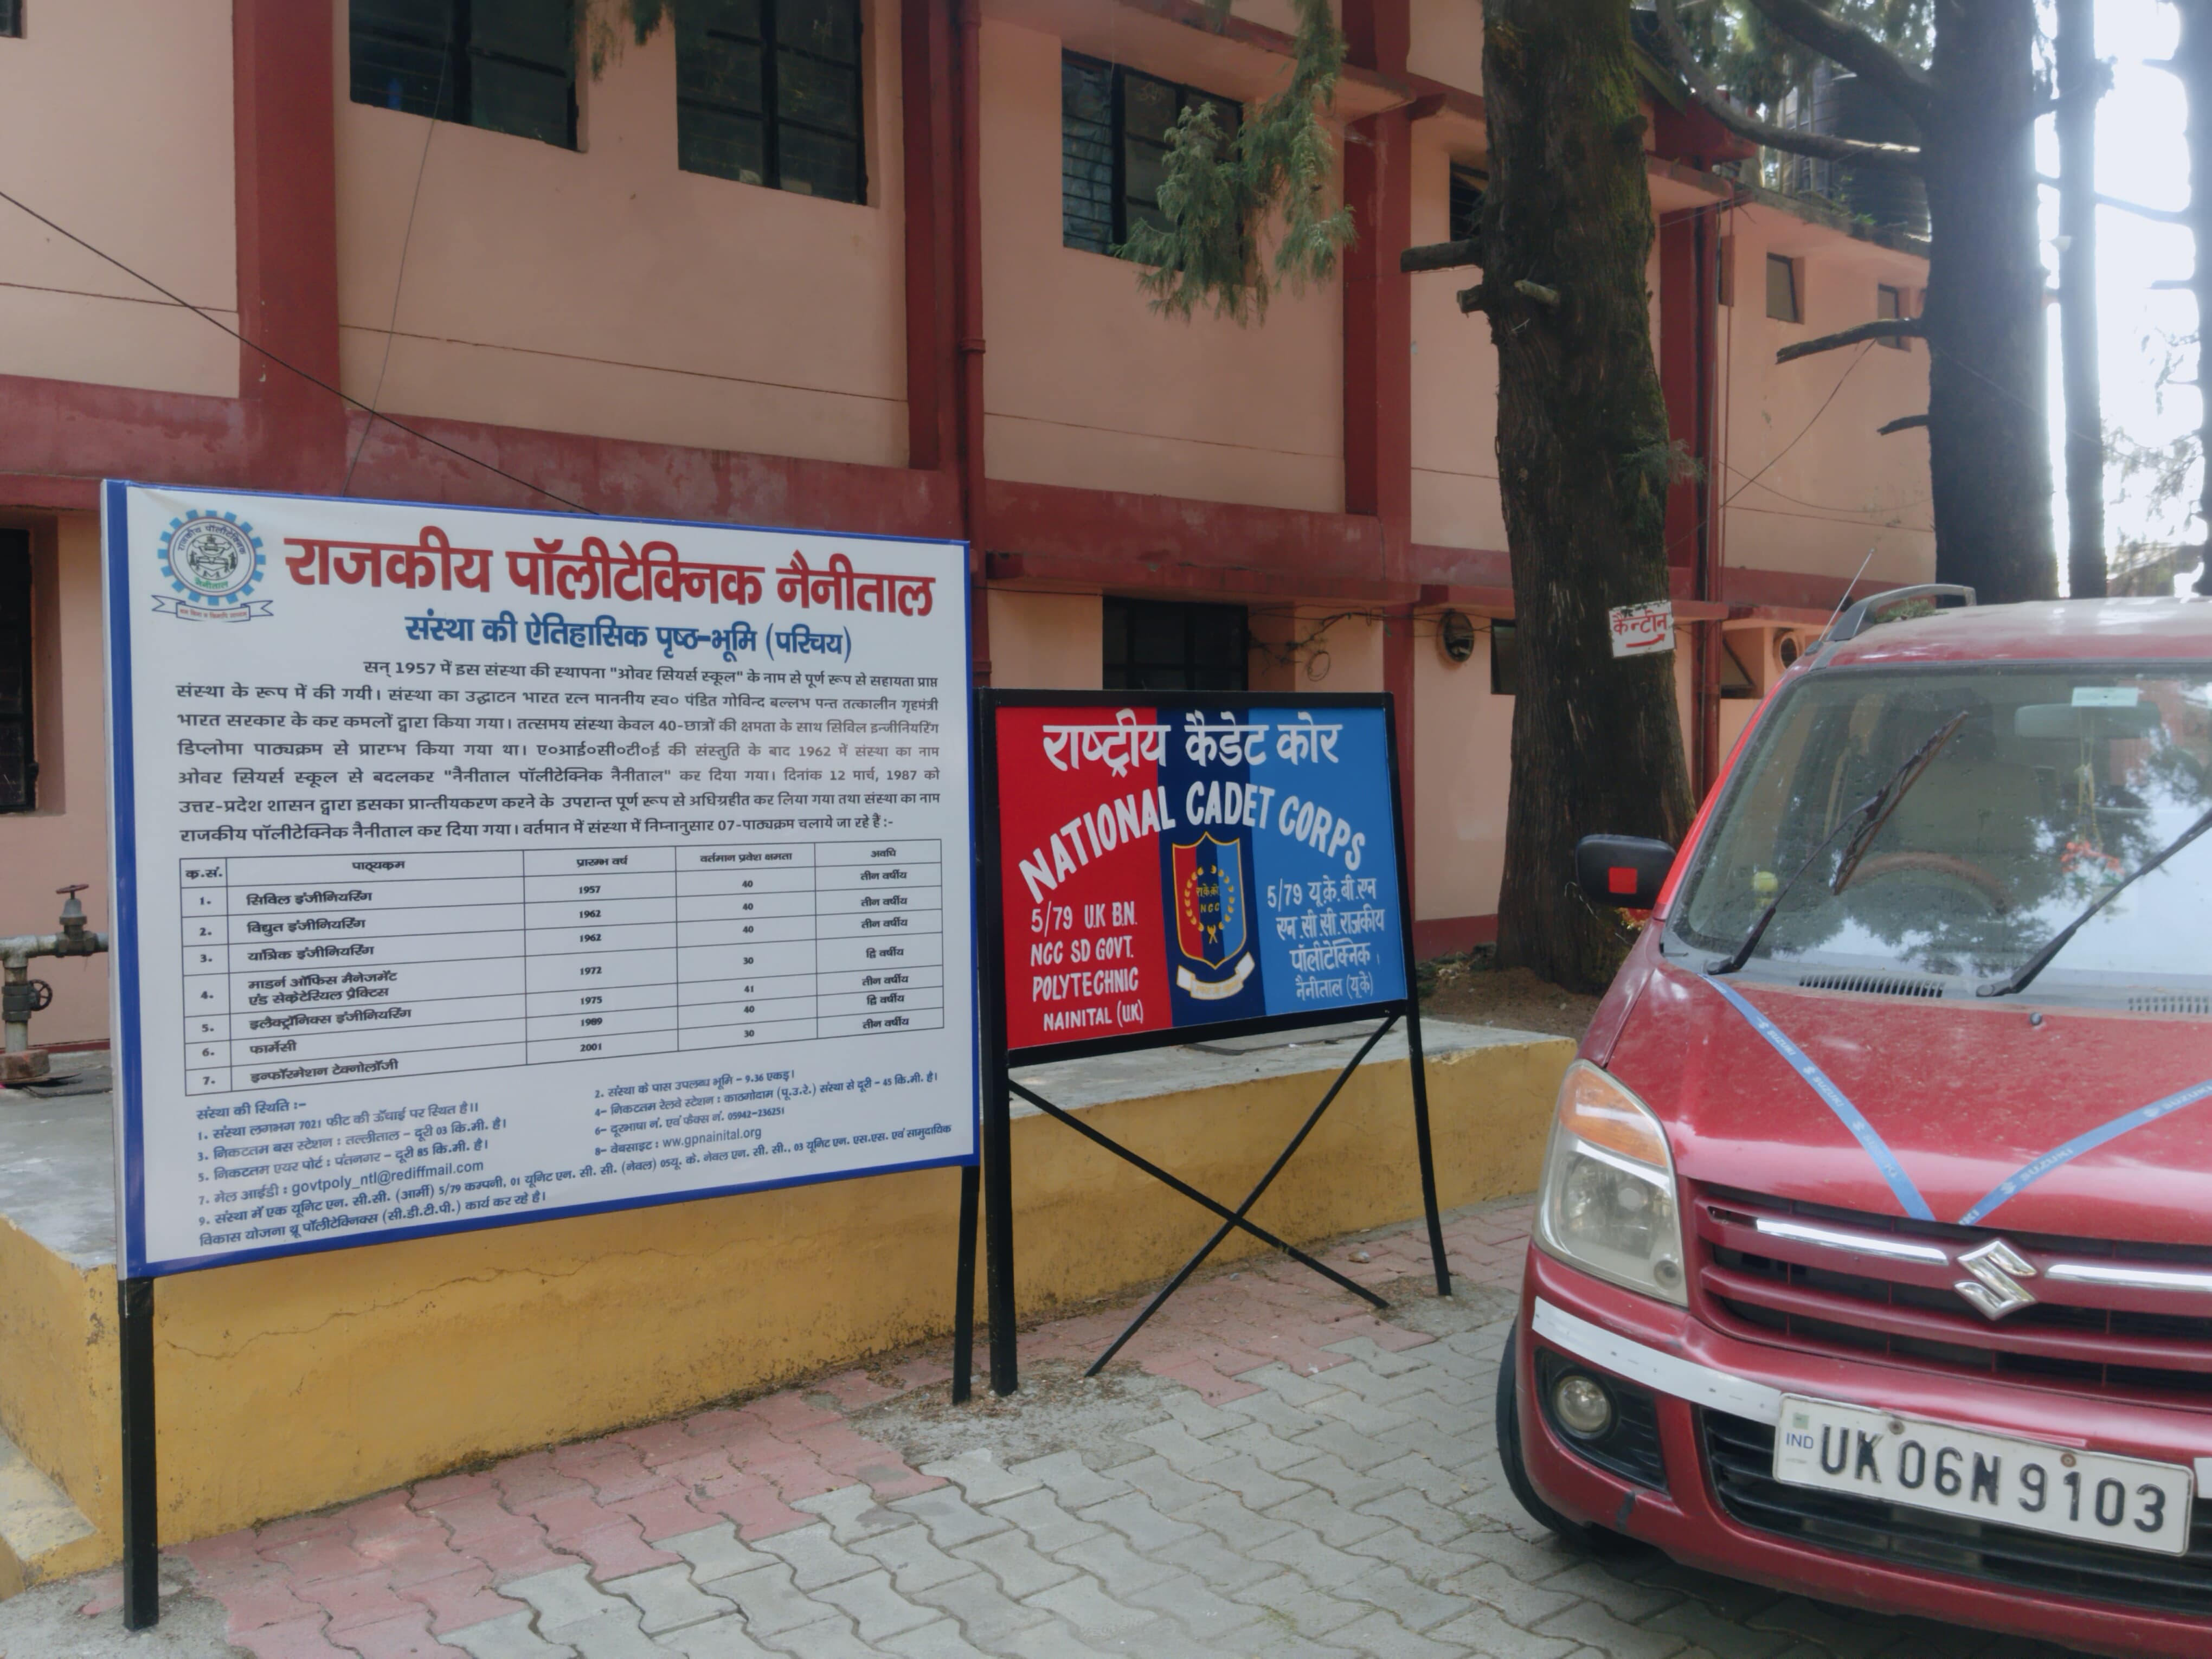 राजकीय पॉलीटेक्निक नैनीताल
संस्था की ऐतिहासिक पृष्ठ-भूमि (परिचय)
सन् 1957 में इस संस्था की स्थापना "ओवर सियर्स स्कूल" के नाम से पूर्ण रूप से सहायता प्राप्त
संस्था के रूप में की गयी। संस्था का उद्घाटन भारत रत्न माननीय स्व० पंडित गोविन्द बल्लभ पन्त तत्कालीन गृहमंत्री
भारत सरकार के कर कमलों द्वारा किया गया। तत्समय संस्था केवल 40-छात्रों की क्षमता के साथ सिविल इन्जीनियरिंग
डिप्लोमा पाठ्यक्रम से प्रारम्भ किया गया था। ए०आई०सी०टी०ई की संस्तुति के बाद 1962 में संस्था का नाम
ओवर सियर्स स्कूल से बदलकर "नैनीताल पॉलीटेक्निक नैनीताल" कर दिया गया। दिनांक 12 मार्च, 1987 को
उत्तर-प्रदेश शासन द्वारा इसका प्रान्तीयकरण करने के उपरान्त पूर्ण रूप से अधिग्रहीत कर लिया गया तथा संस्था का नाम
राजकीय पॉलीटेक्निक नैनीताल कर दिया गया। वर्तमान में संस्था में निम्नानुसार 07-पाठ्यक्रम चलाये जा रहे हैं :-
क्र.सं. पाठ्यक्रम प्रारम्भ वर्ष वर्तमान प्रवेश क्षमता अवधि
1. सिविल इंजीनियरिंग 1957 40 तीन वर्षीय
2. विद्युत इंजीनियरिंग 1962 40 तीन वर्षीय
3. यांत्रिक इंजीनियरिंग 1962 40 तीन वर्षीय
4. मार्डन ऑफिस मैनेजमेंट
एंड सेक्रेटेरियल प्रैक्टिस 1972 30 द्वि वर्षीय
5. इलैक्ट्रॉनिक्स इंजीनियरिंग 1975 41 तीन वर्षीय
6. फार्मेसी 1989 40 द्वि वर्षीय
7. इन्फॉरमेशन टेक्नोलॉजी 2001 30 तीन वर्षीय
संस्था की स्थिति :-
1. संस्था लगभग 7021 फीट की ऊँचाई पर स्थित है।।
2. संस्था के पास उपलब्ध भूमि - 9.36 एकड़।
3. निकटतम बस स्टेशन : तल्लीताल - दूरी 03 कि.मी. है।
4- निकटतम रेलवे स्टेशन : काठगोदाम (पू.उ.रे.) संस्था से दूरी - 45 कि.मी. है।
5. निकटतम एयर पोर्ट : पंतनगर - दूरी 85 कि.मी. है।
6- दूरभाषा नं. एवं फैक्स नं. 05942-236251
7. मेल आईडी : govtpoly_ntl@rediffmail.com
8- वेबसाइट : ww.gpnainital.org
9. संस्था में एक यूनिट एन. सी.सी. (आर्मी) 5/79 कम्पनी, 01 यूनिट एन. सी. सी. (नेवल) 05यू. के. नेवल एन. सी. सी., 03 यूनिट एन. एस.एस. एवं सामुदायिक
विकास योजना थ्रू पॉलीटेक्निक्स (सी.डी.टी.पी.) कार्य कर रहे है।
राष्ट्रीय कैडेट कोर
NATIONAL CADET CORPS
5/79 U.K BN.
NCC SD GOVT.
POLYTECHNIC
NAINITAL (UK)
रा.कै.को
NCC
5/79 यू.के.बी.एन
एन.सी.सी.राजकीय
पॉलीटेक्निक
नैनीताल (यूके)
कैन्टीन
SUZUKI
SUZUKI
SUZUKI
SUZUKI
IND UK06N9103